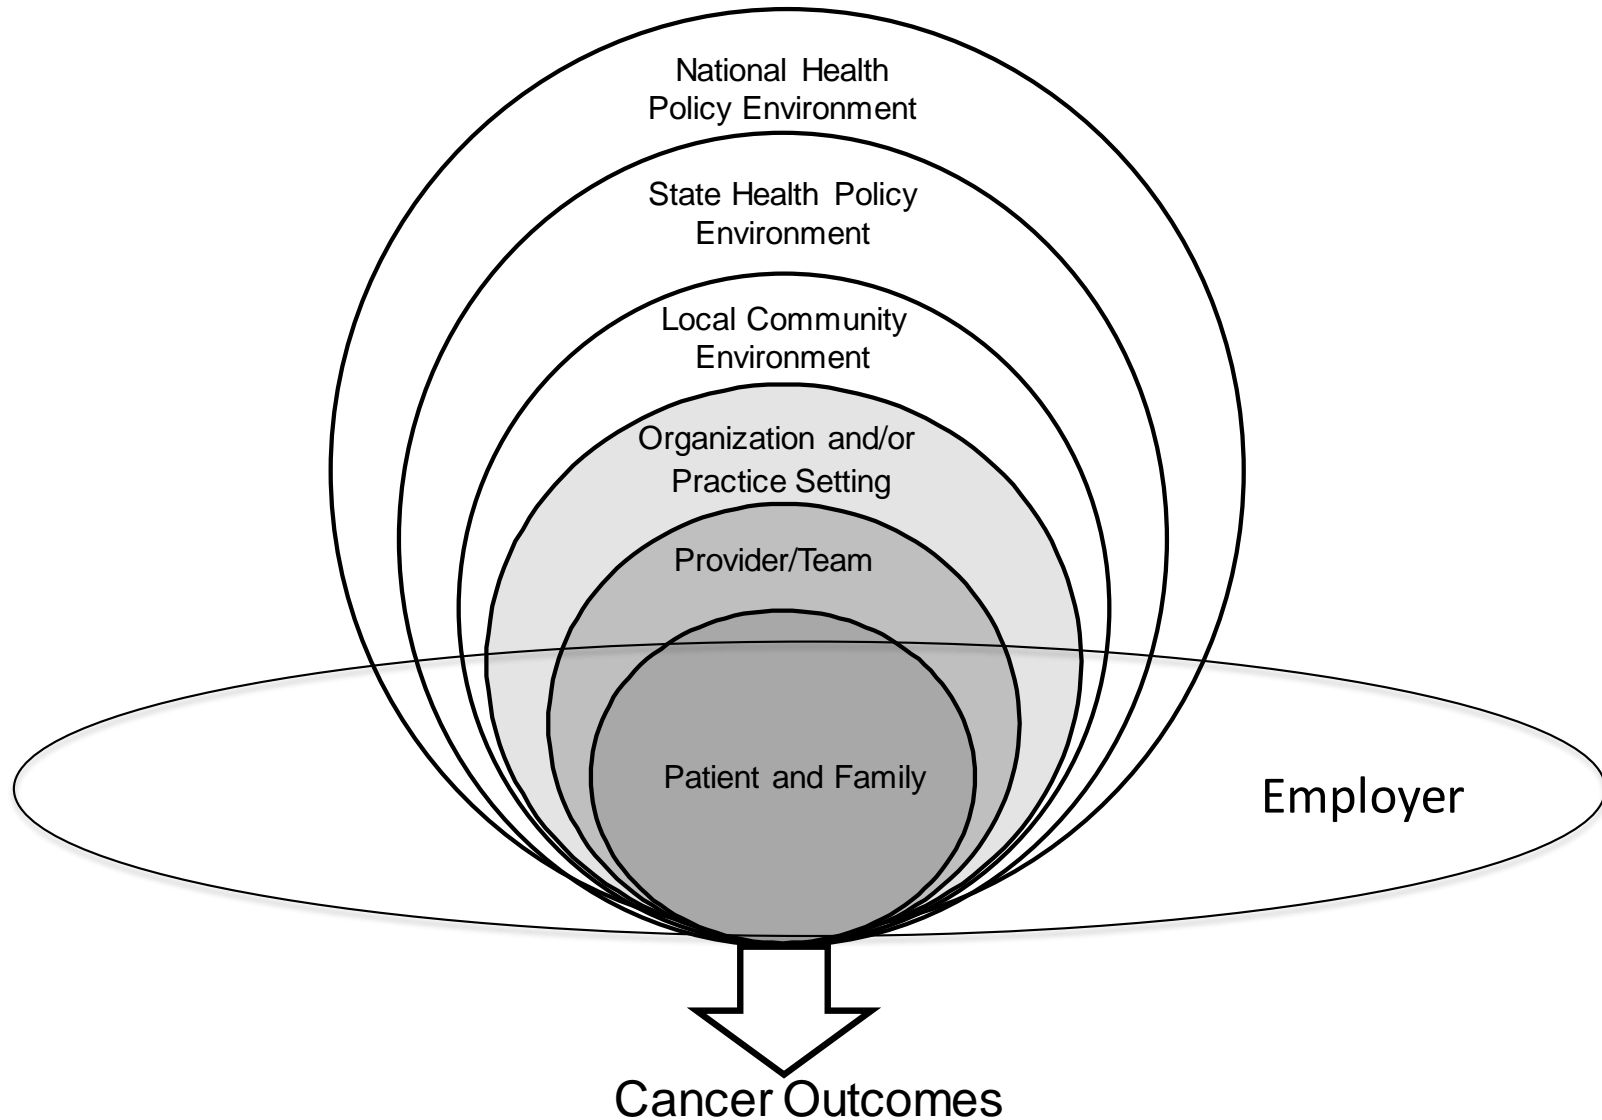 National Health
Policy Environment
State Health Policy
Environment
Local Community
Environment
Organization and/or
Practice Setting
Provider/Team
Patient and Family
Employer
Cancer Outcomes